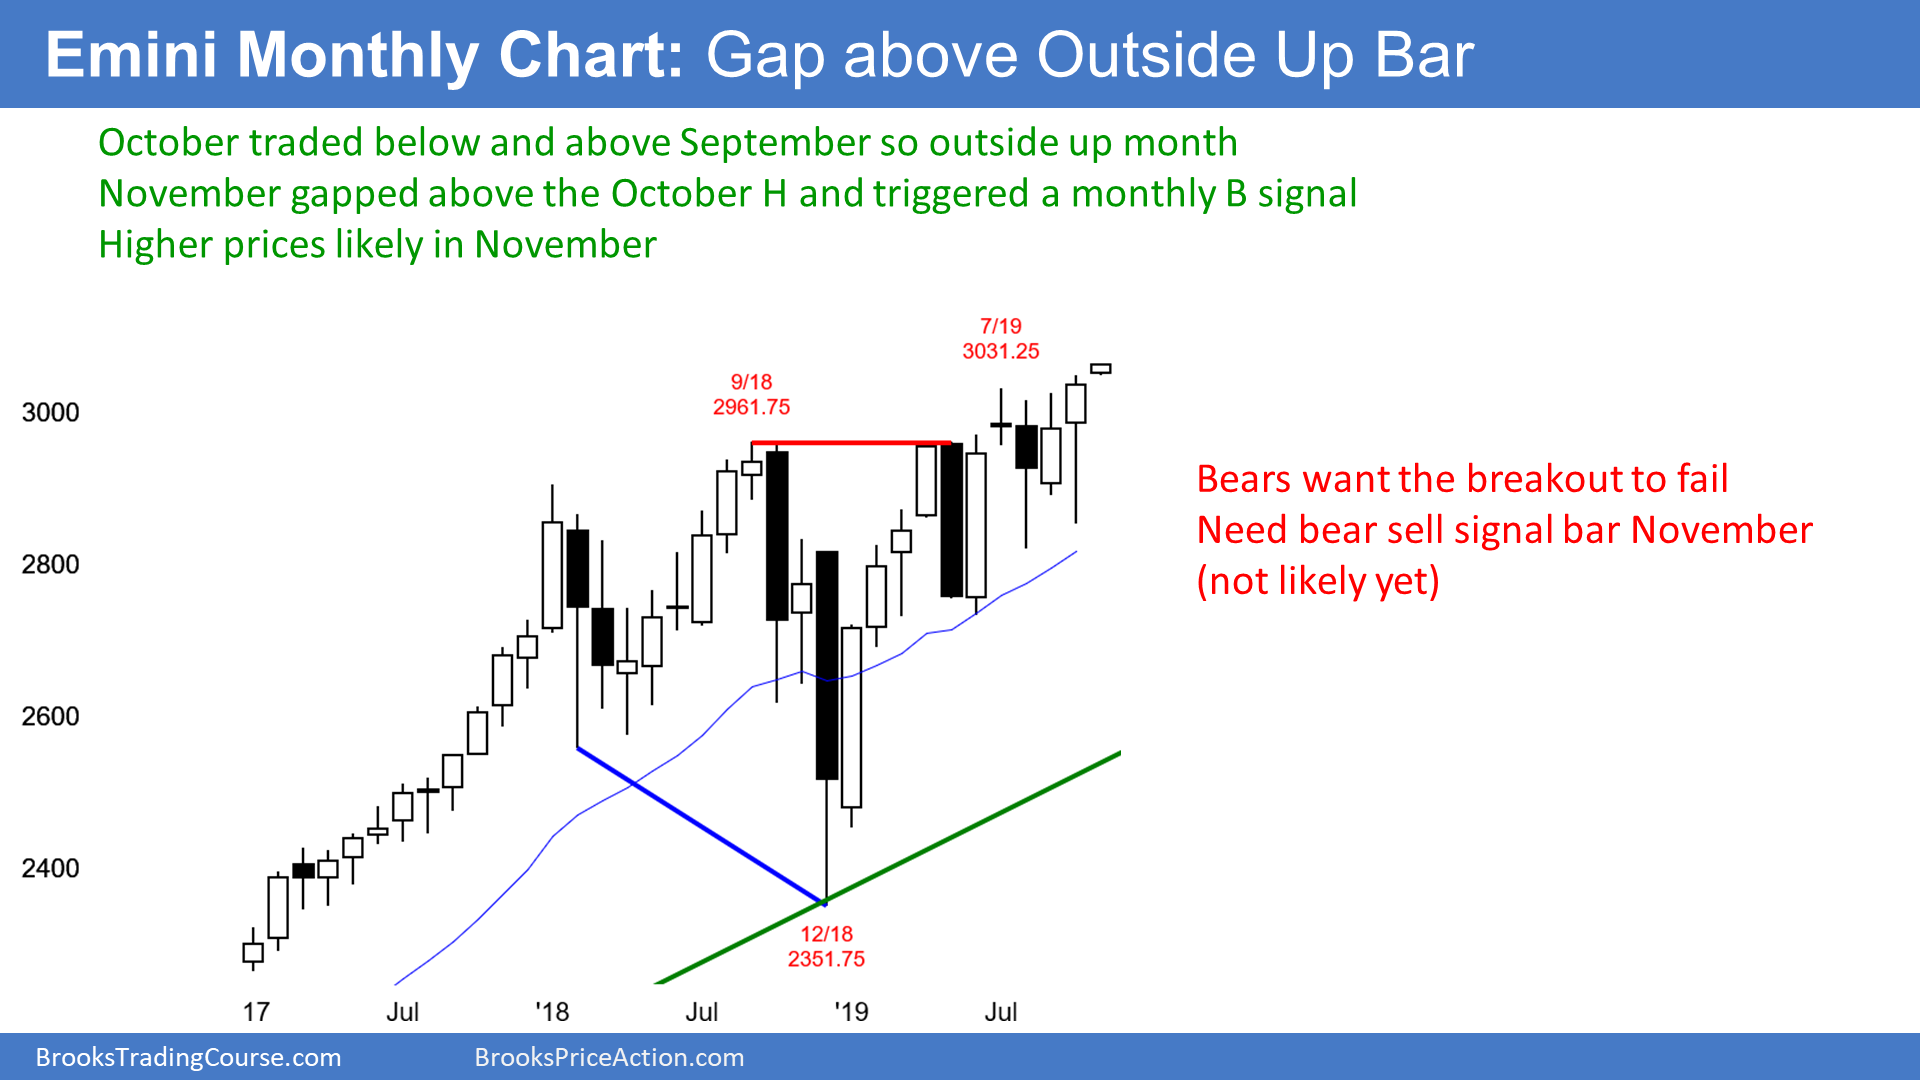 Emini Monthly Chart: Gap above Outside Up Bar
October traded below and above September so outside up month
November gapped above the October H and triggered a monthly B signal
Higher prices likely in November
7/19
3031.25
9/18
2961.75
3000
Bears want the breakout to fail
Need bear sell signal bar November
(not likely yet)
2800
2600
2400
12/18
2351.75
17 Jul '18 Jul '19 Jul
BrooksTradingCourse.com BrooksPriceAction.com